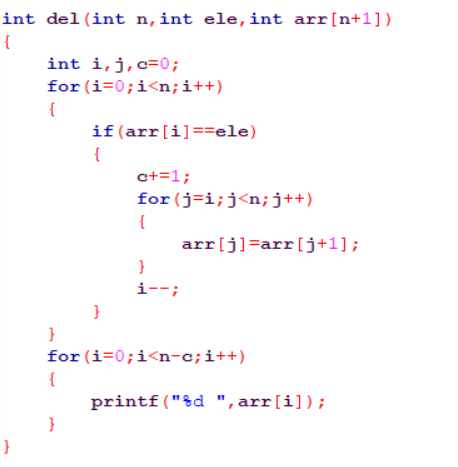 int del(int n,int ele,int arr[n+1])
{
    int i,j,c=0;
    for(i=0;i<n;i++)
    {
        if(arr[i]==ele)
        {
            c+=1;
            for(j=i;j<n;j++)
            {
                arr[j]=arr[j+1];
            }
            i--;
        }
    }
    for(i=0;i<n-c;i++)
    {
        printf("%d ",arr[i]);
    }
}